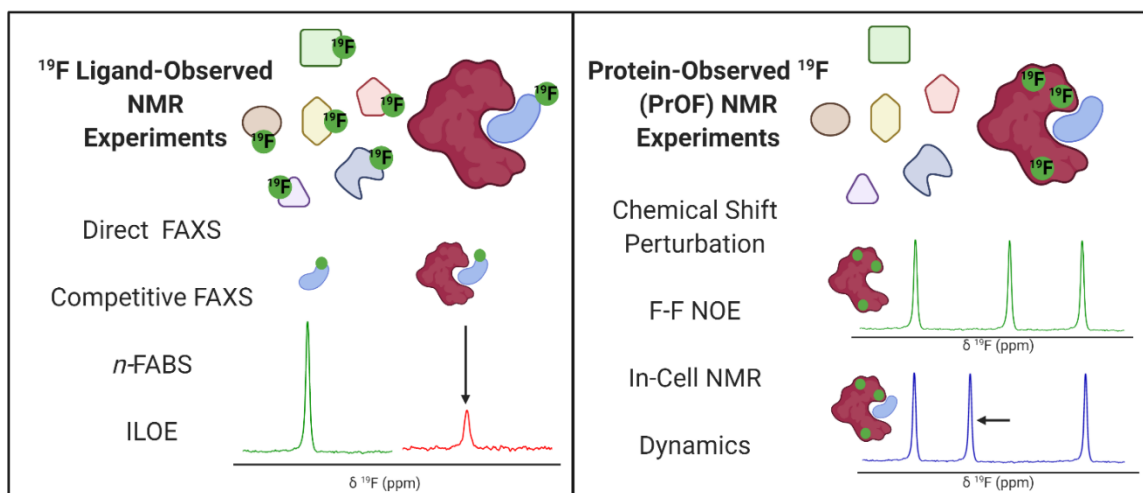 ¹⁹F Ligand-Observed
NMR
Experiments
¹⁹F
¹⁹F
¹⁹F
¹⁹F
¹⁹F
¹⁹F
¹⁹F
Direct FAXS
Competitive FAXS
n-FABS
ILOE
δ ¹⁹F (ppm)
Protein-Observed ¹⁹F
(PrOF) NMR
Experiments
¹⁹F
¹⁹F
¹⁹F
Chemical Shift
Perturbation
F-F NOE
δ ¹⁹F (ppm)
In-Cell NMR
Dynamics
δ ¹⁹F (ppm)